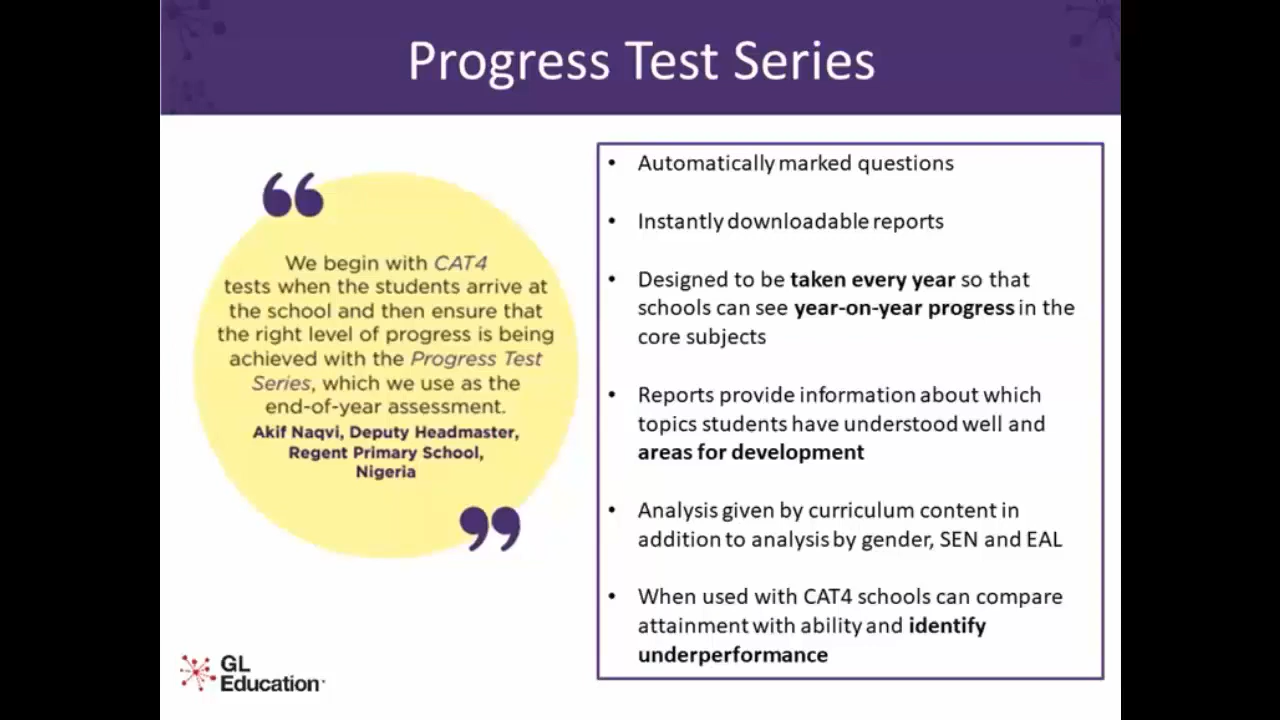 Progress Test Series
We begin with CAT4
tests when the students arrive at
the school and then ensure that
the right level of progress is being
achieved with the Progress Test
Series, which we use as the
end-of-year assessment.
Akif Naqvi, Deputy Headmaster,
Regent Primary School,
Nigeria
• Automatically marked questions
• Instantly downloadable reports
• Designed to be taken every year so that
schools can see year-on-year progress in the
core subjects
• Reports provide information about which
topics students have understood well and
areas for development
• Analysis given by curriculum content in
addition to analysis by gender, SEN and EAL
• When used with CAT4 schools can compare
attainment with ability and identify
underperformance
GL
Education